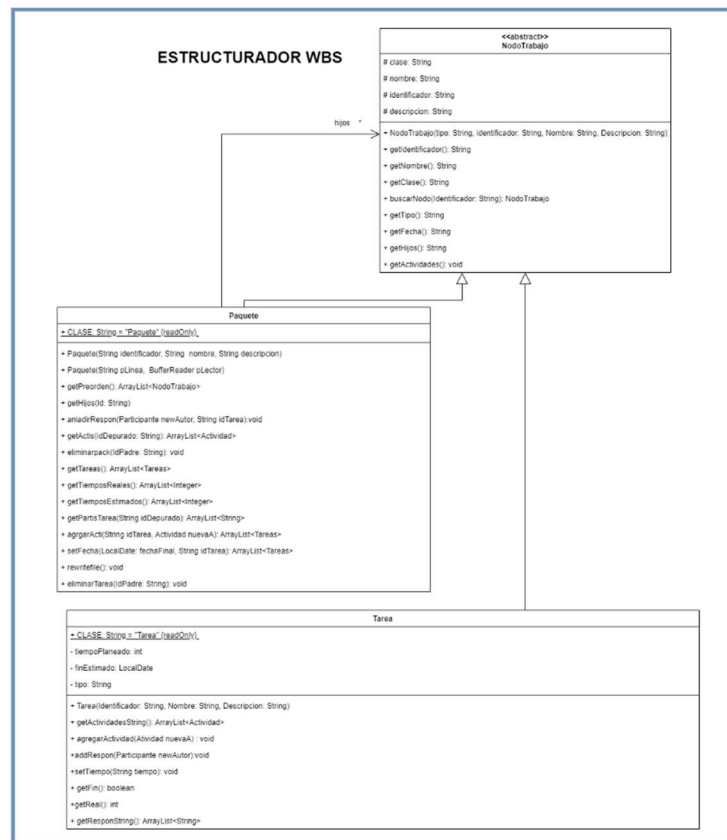 ESTRUCTURADOR WBS
<<abstract>>
NodoTrabajo
# clase: String
# nombre: String
# identificador: String
# descripcion: String
hijos *
+ NodoTrabajo(tipo: String, identificador: String, Nombre: String, Descripcion: String)
+ getIdentificador(): String
+ getNombre(): String
+ getClase(): String
+ buscarNodo(Identificador: String): NodoTrabajo
+ getTipo(): String
+ getFecha(): String
+ getHijos(): String
+ getActividades(): void
Paquete
+ CLASE: String = "Paquete" {readOnly}
+ Paquete(String identificador, String nombre, String descripcion)
+ Paquete(String pLinea, BufferReader pLector)
+ getPreorden(): ArrayList<NodoTrabajo>
+ getHijos(Id: String)
+ aniadirRespon(Participante newAutor, String idTarea):void
+ getActis(idDepurado: String): ArrayList<Actividad>
+ eliminarpack(IdPadre: String): void
+ getTareas(): ArrayList<Tareas>
+ getTiemposReales(): ArrayList<Integer>
+ getTiemposEstimados(): ArrayList<Integer>
+ getPartisTarea(String idDepurado): ArrayList<String>
+ agrgarActi(String idTarea, Actividad nuevaA): ArrayList<Tareas>
+ setFecha(LocalDate: fechaFinal, String idTarea): ArrayList<Tareas>
+ rewritefile(): void
+ eliminarTarea(IdPadre: String): void
Tarea
+ CLASE: String = "Tarea" {readOnly}
- tiempoPlaneado: int
- finEstimado: LocalDate
- tipo: String
+ Tarea(Identificador: String, Nombre: String, Descripcion: String)
+ getActividadesString(): ArrayList<Actividad>
+ agregarActividad(Atividad nuevaA) : void
+addRespon(Participante newAutor):void
+setTiempo(String tiempo): void
+ getFin(): boolean
+getReal(): int
+ getResponString(): ArrayList<String>